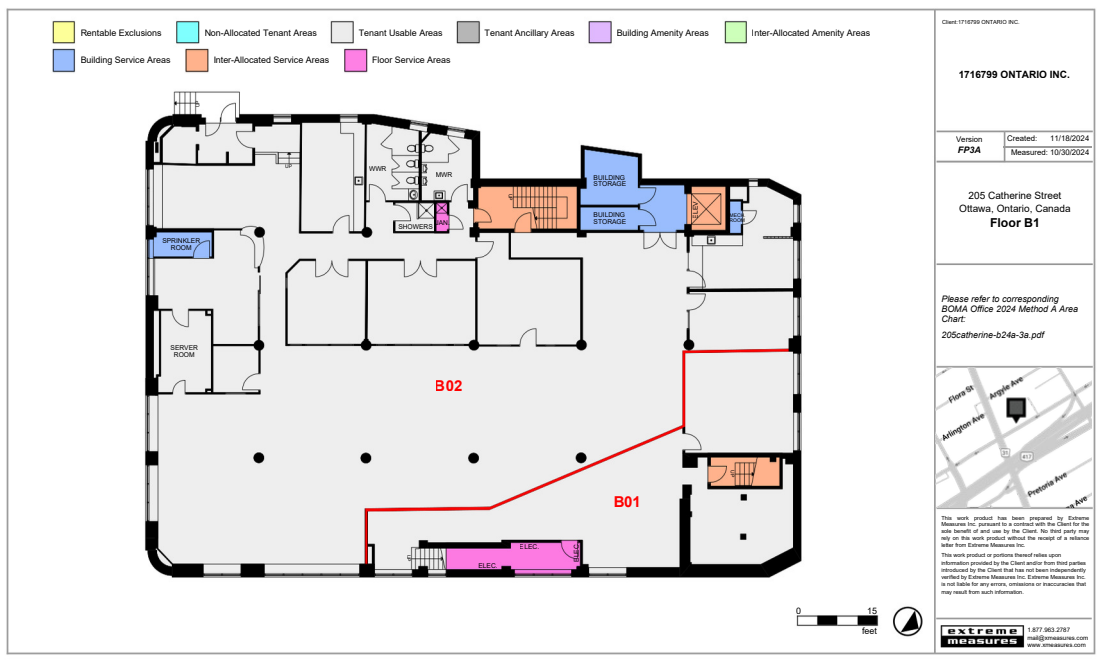 Rentable Exclusions
Non-Allocated Tenant Areas
Tenant Usable Areas
Tenant Ancillary Areas
Building Amenity Areas
Inter-Allocated Amenity Areas
Building Service Areas
Inter-Allocated Service Areas
Floor Service Areas
UP
WWR
MWR
SHOWERS
JAN.
BUILDING
STORAGE
BUILDING
STORAGE
ELEV.
MECH.
ROOM
SPRINKLER
ROOM
SERVER
ROOM
B02
B01
ELEC.
ELEC.
ELEC.
0 15
feet
Client:1716799 ONTARIO INC.
1716799 ONTARIO INC.
Version
FP3A
Created: 11/18/2024
Measured: 10/30/2024
205 Catherine Street
Ottawa, Ontario, Canada
Floor B1
Please refer to corresponding
BOMA Office 2024 Method A Area
Chart:
205catherine-b24a-3a.pdf
Flora St
Argyle Ave
Arlington Ave
31
417
Pretoria Ave
Ave
This work product has been prepared by Extreme
Measures Inc. pursuant to a contract with the Client for the
sole benefit of and use by the Client. No third party may
rely on this work product without the receipt of a reliance
letter from Extreme Measures Inc.
This work product or portions thereof relies upon
information provided by the Client and/or from third parties
introduced by the Client that has not been independently
verified by Extreme Measures Inc. Extreme Measures Inc.
is not liable for any errors, omissions or inaccuracies that
may result from such information.
extreme
measures
1.877.963.2787
mail@xmeasures.com
www.xmeasures.com